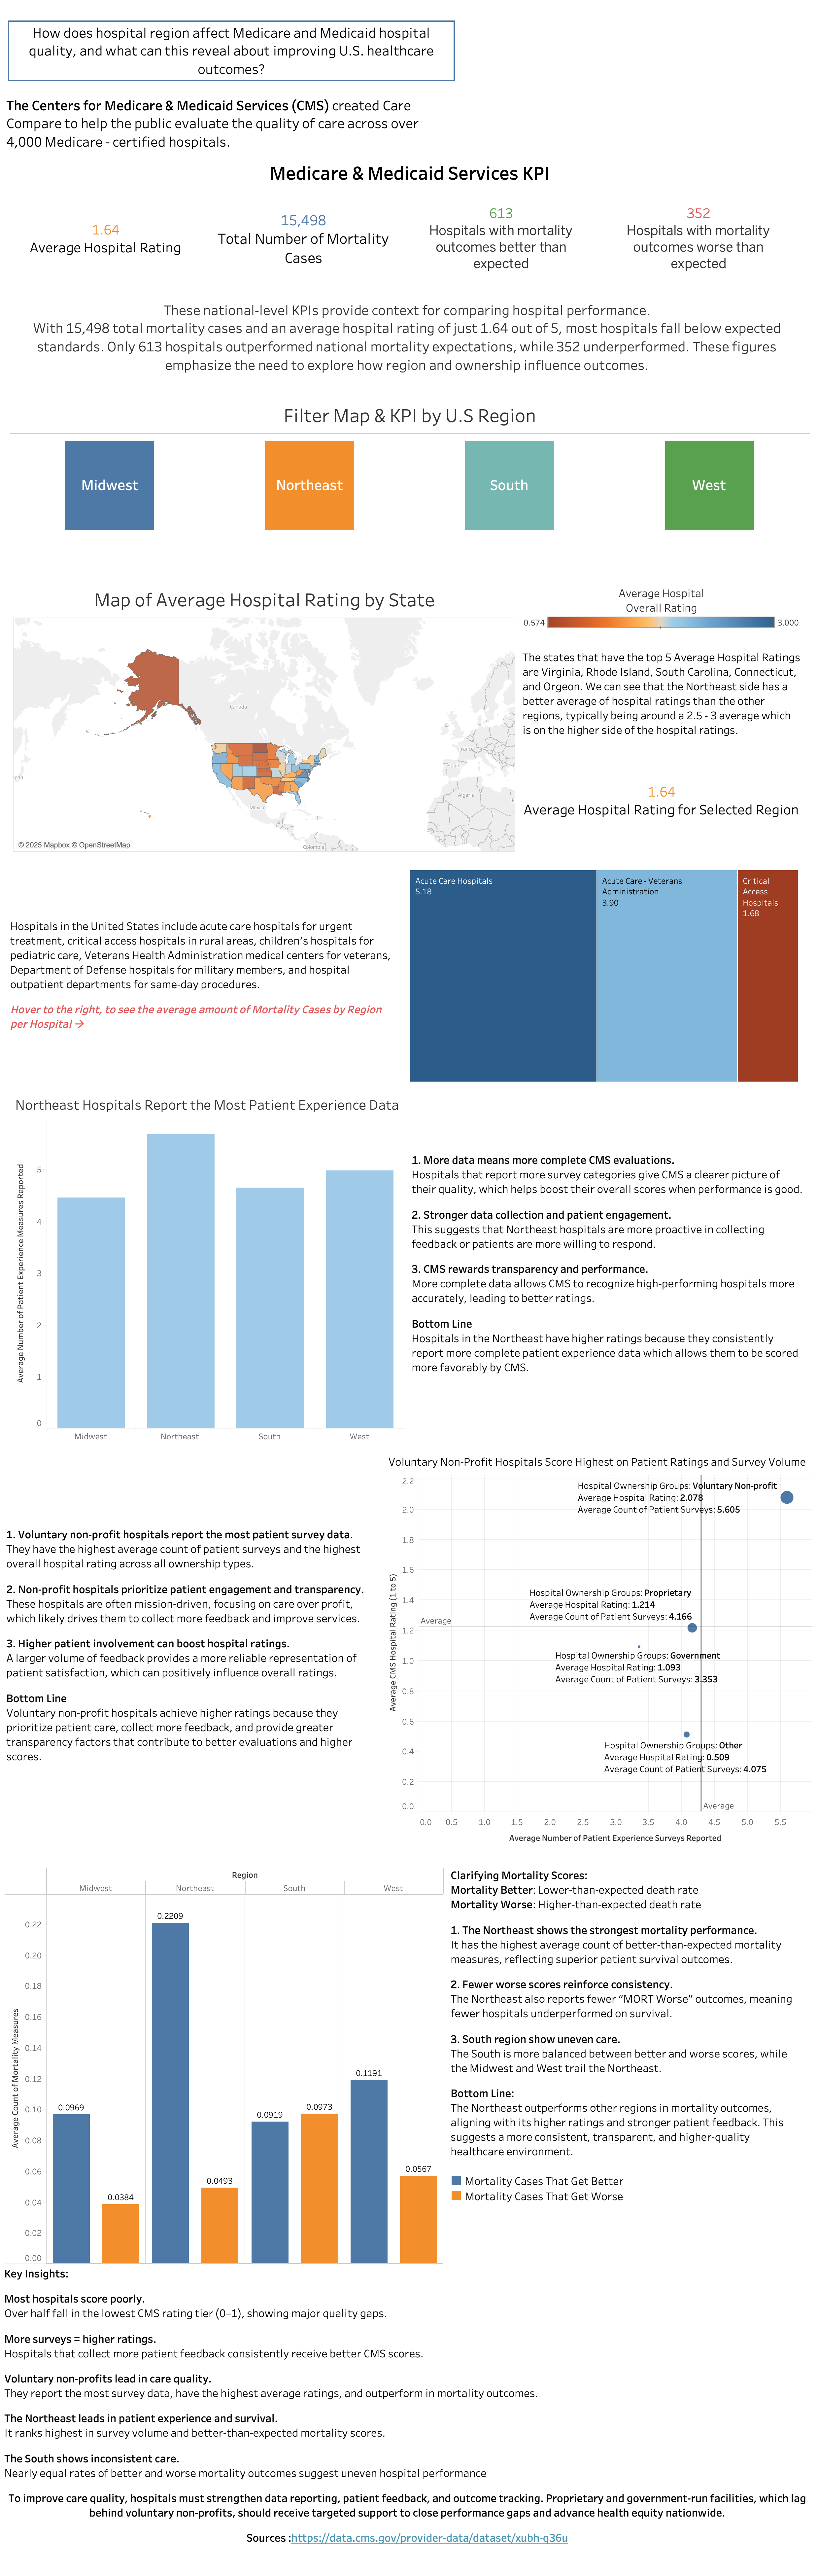 How does hospital region affect Medicare and Medicaid hospital
quality, and what can this reveal about improving U.S. healthcare
outcomes?
The Centers for Medicare & Medicaid Services (CMS) created Care
Compare to help the public evaluate the quality of care across over
4,000 Medicare - certified hospitals.
Medicare & Medicaid Services KPI
1.64
Average Hospital Rating
15,498
Total Number of Mortality
Cases
613
Hospitals with mortality
outcomes better than
expected
352
Hospitals with mortality
outcomes worse than
expected
These national-level KPIs provide context for comparing hospital performance.
With 15,498 total mortality cases and an average hospital rating of just 1.64 out of 5, most hospitals fall below expected
standards. Only 613 hospitals outperformed national mortality expectations, while 352 underperformed. These figures
emphasize the need to explore how region and ownership influence outcomes.
Filter Map & KPI by U.S Region
Midwest
Northeast
South
West
Map of Average Hospital Rating by State
Canada
France
Spain
Algeria
Mexico
Colombia
© 2025 Mapbox © OpenStreetMap
Average Hospital
Overall Rating
0.574
3.000
The states that have the top 5 Average Hospital Ratings
are Virginia, Rhode Island, South Carolina, Connecticut,
and Orgeon. We can see that the Northeast side has a
better average of hospital ratings than the other
regions, typically being around a 2.5 - 3 average which
is on the higher side of the hospital ratings.
1.64
Average Hospital Rating for Selected Region
Hospitals in the United States include acute care hospitals for urgent
treatment, critical access hospitals in rural areas, children's hospitals for
pediatric care, Veterans Health Administration medical centers for veterans,
Department of Defense hospitals for military members, and hospital
outpatient departments for same-day procedures.
Hover to the right, to see the average amount of Mortality Cases by Region
per Hospital →
Acute Care Hospitals
5.18
Acute Care - Veterans
Administration
3.90
Critical
Access
Hospitals
1.68
Northeast Hospitals Report the Most Patient Experience Data
Average Number of Patient Experience Measures Reported
5
4
3
2
1
0
Midwest
Northeast
South
West
1. More data means more complete CMS evaluations.
Hospitals that report more survey categories give CMS a clearer picture of
their quality, which helps boost their overall scores when performance is good.
2. Stronger data collection and patient engagement.
This suggests that Northeast hospitals are more proactive in collecting
feedback or patients are more willing to respond.
3. CMS rewards transparency and performance.
More complete data allows CMS to recognize high-performing hospitals more
accurately, leading to better ratings.
Bottom Line
Hospitals in the Northeast have higher ratings because they consistently
report more complete patient experience data which allows them to be scored
more favorably by CMS.
1. Voluntary non-profit hospitals report the most patient survey data.
They have the highest average count of patient surveys and the highest
overall hospital rating across all ownership types.
2. Non-profit hospitals prioritize patient engagement and transparency.
These hospitals are often mission-driven, focusing on care over profit,
which likely drives them to collect more feedback and improve services.
3. Higher patient involvement can boost hospital ratings.
A larger volume of feedback provides a more reliable representation of
patient satisfaction, which can positively influence overall ratings.
Bottom Line
Voluntary non-profit hospitals achieve higher ratings because they
prioritize patient care, collect more feedback, and provide greater
transparency factors that contribute to better evaluations and higher
scores.
Voluntary Non-Profit Hospitals Score Highest on Patient Ratings and Survey Volume
Average CMS Hospital Rating (1 to 5)
2.2
2.0
1.8
1.6
1.4
1.2
1.0
0.8
0.6
0.4
0.2
0.0
Hospital Ownership Groups: Voluntary Non-profit
Average Hospital Rating: 2.078
Average Count of Patient Surveys: 5.605
Hospital Ownership Groups: Proprietary
Average Hospital Rating: 1.214
Average Count of Patient Surveys: 4.166
Average
Hospital Ownership Groups: Government
Average Hospital Rating: 1.093
Average Count of Patient Surveys: 3.353
Hospital Ownership Groups: Other
Average Hospital Rating: 0.509
Average Count of Patient Surveys: 4.075
Average
0.0 0.5 1.0 1.5 2.0 2.5 3.0 3.5 4.0 4.5 5.0 5.5
Average Number of Patient Experience Surveys Reported
Region
Midwest
Northeast
South
West
Average Count of Mortality Measures
0.22
0.20
0.18
0.16
0.14
0.12
0.10
0.08
0.06
0.04
0.02
0.00
0.0969
0.0384
0.2209
0.0493
0.0919
0.0973
0.1191
0.0567
Clarifying Mortality Scores:
Mortality Better: Lower-than-expected death rate
Mortality Worse: Higher-than-expected death rate
1. The Northeast shows the strongest mortality performance.
It has the highest average count of better-than-expected mortality
measures, reflecting superior patient survival outcomes.
2. Fewer worse scores reinforce consistency.
The Northeast also reports fewer “MORT Worse” outcomes, meaning
fewer hospitals underperformed on survival.
3. South region show uneven care.
The South is more balanced between better and worse scores, while
the Midwest and West trail the Northeast.
Bottom Line:
The Northeast outperforms other regions in mortality outcomes,
aligning with its higher ratings and stronger patient feedback. This
suggests a more consistent, transparent, and higher-quality
healthcare environment.
Mortality Cases That Get Better
Mortality Cases That Get Worse
Key Insights:
Most hospitals score poorly.
Over half fall in the lowest CMS rating tier (0–1), showing major quality gaps.
More surveys = higher ratings.
Hospitals that collect more patient feedback consistently receive better CMS scores.
Voluntary non-profits lead in care quality.
They report the most survey data, have the highest average ratings, and outperform in mortality outcomes.
The Northeast leads in patient experience and survival.
It ranks highest in survey volume and better-than-expected mortality scores.
The South shows inconsistent care.
Nearly equal rates of better and worse mortality outcomes suggest uneven hospital performance
To improve care quality, hospitals must strengthen data reporting, patient feedback, and outcome tracking. Proprietary and government-run facilities, which lag
behind voluntary non-profits, should receive targeted support to close performance gaps and advance health equity nationwide.
Sources :https://data.cms.gov/provider-data/dataset/xubh-q36u